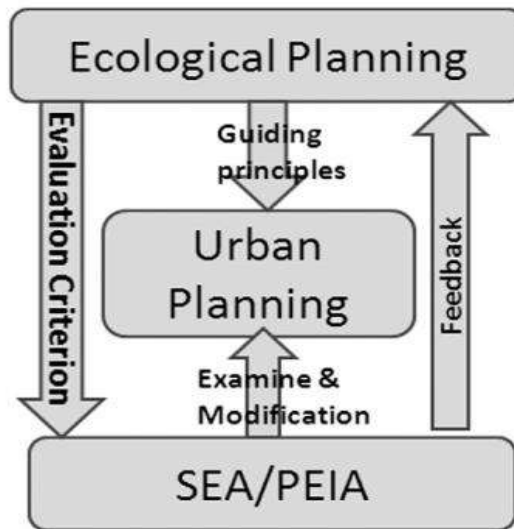 Ecological Planning
Evaluation Criterion
Guiding
principles
Urban
Planning
Feedback
Examine &
Modification
SEA/PEIA